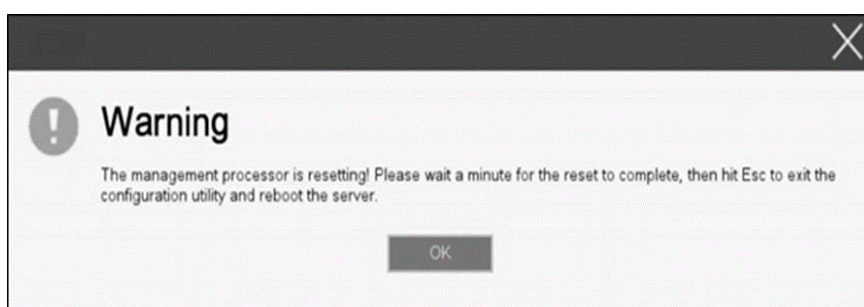 Warning
The management processor is resetting! Please wait a minute for the reset to complete, then hit Esc to exit the
configuration utility and reboot the server.
OK